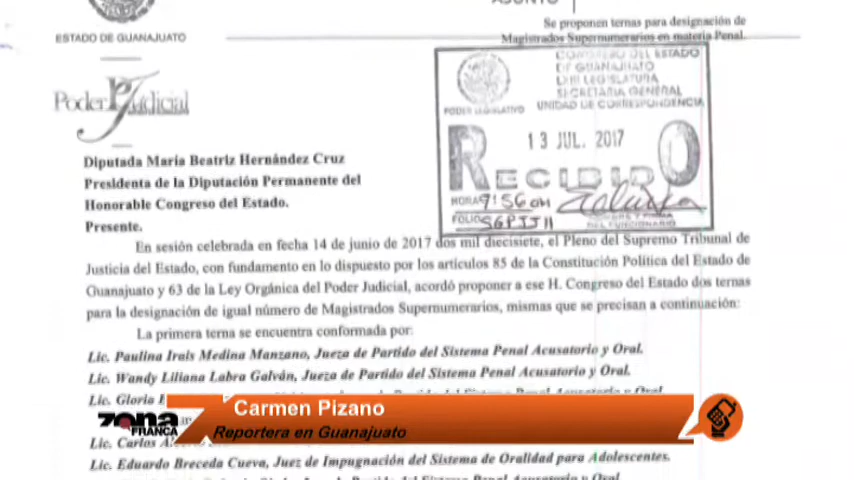 ASUNTO
Se proponen ternas para designación de
Magistrados Supernumerarios en materia Penal.
ESTADO DE GUANAJUATO
Poder Judicial
CONGRESO DEL ESTADO
DE GUANAJUATO
LXIII LEGISLATURA
SECRETARIA GENERAL
UNIDAD DE CORRESPONDENCIA
PODER LEGISLATIVO
13 JUL. 2017
RECIBIDO
HORA 9:56 am
FOLIO
Diputada María Beatriz Hernández Cruz
Presidenta de la Diputación Permanente del
Honorable Congreso del Estado.
Presente.
En sesión celebrada en fecha 14 de junio de 2017 dos mil diecisiete, el Pleno del Supremo Tribunal de
Justicia del Estado, con fundamento en lo dispuesto por los artículos 85 de la Constitución Política del Estado de
Guanajuato y 63 de la Ley Orgánica del Poder Judicial, acordó proponer a ese H. Congreso del Estado dos ternas
para la designación de igual número de Magistrados Supernumerarios, mismas que se precisan a continuación:
La primera terna se encuentra conformada por:
Lic. Paulina Irais Medina Manzano, Jueza de Partido del Sistema Penal Acusatorio y Oral.
Lic. Wandy Liliana Labra Galván, Jueza de Partido del Sistema Penal Acusatorio y Oral.
Lic. Gloria
Carmen Pizano
ZONA FRANCA
Reportera en Guanajuato
Lic. Carlos
Lic. Eduardo Breceda Cueva, Juez de Impugnación del Sistema de Oralidad para Adolescentes.